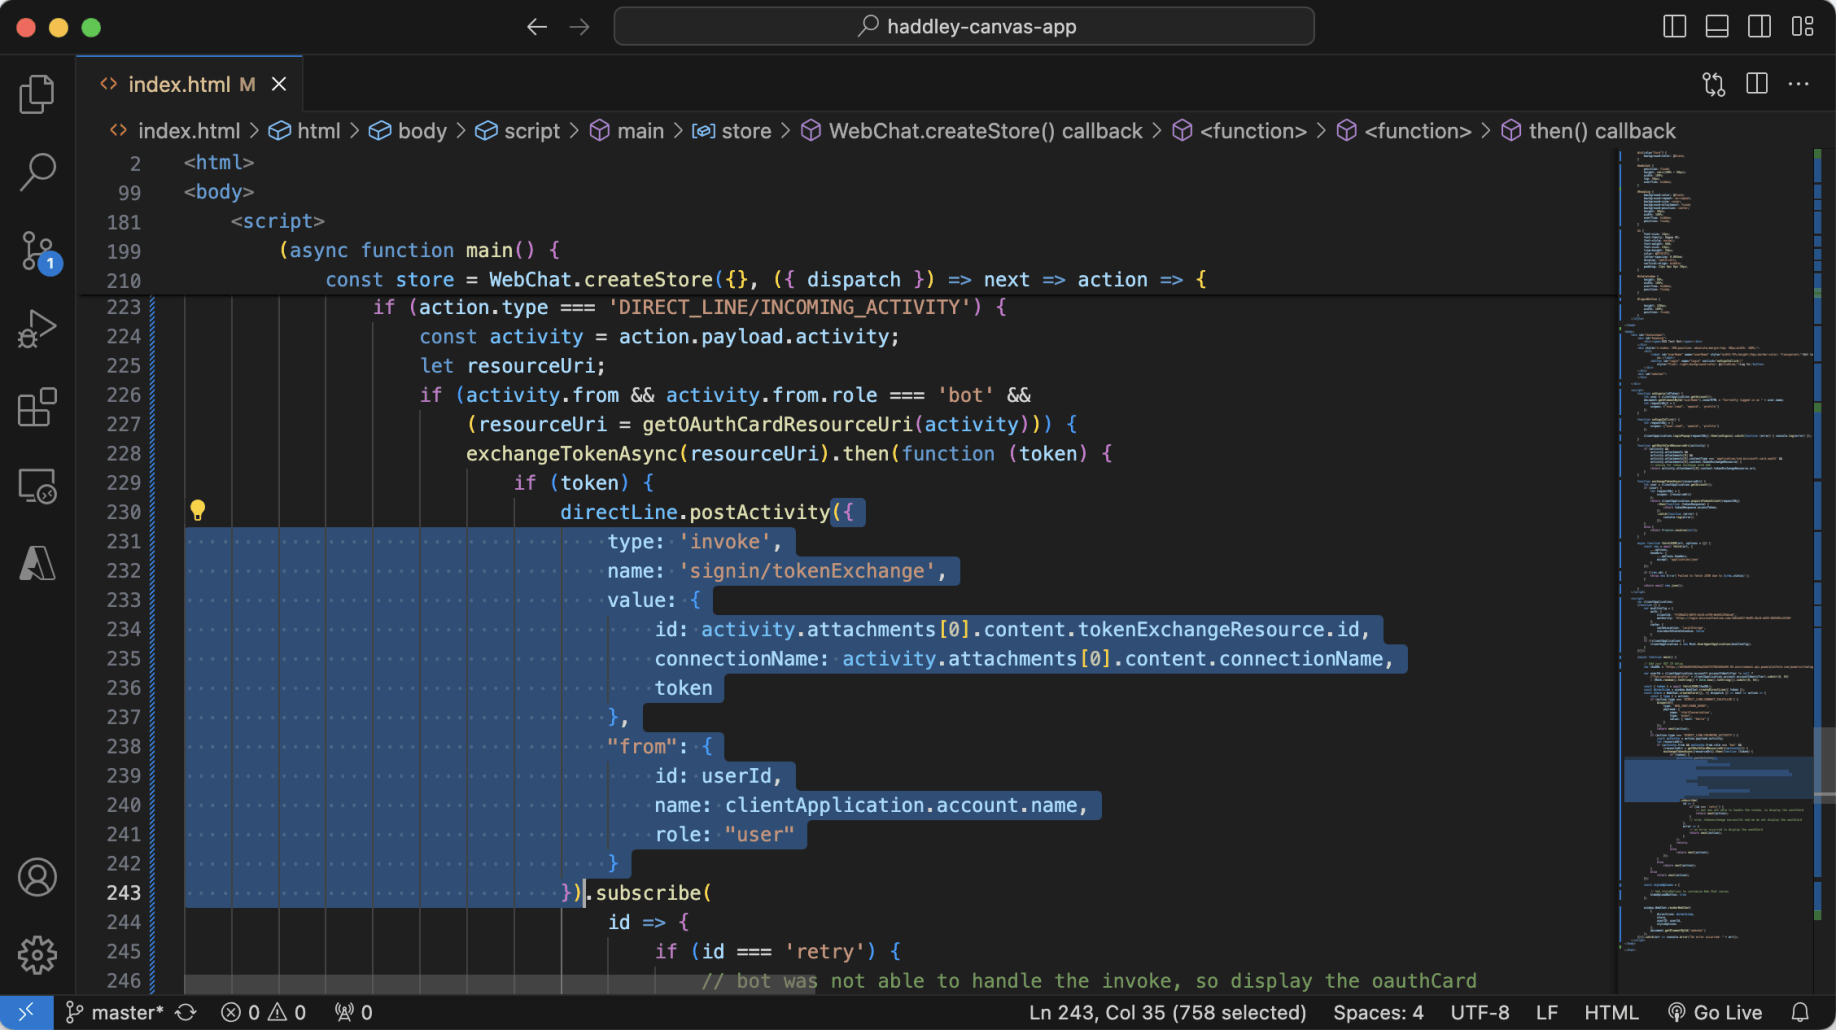 haddley-canvas-app
index.html M
index.html > html > body > script > main > store > WebChat.createStore() callback > <function> > <function> > then() callback
2 <html>
99 <body>
181 <script>
199 (async function main() {
210 const store = WebChat.createStore({}, ({ dispatch }) => next => action => {
223 if (action.type === 'DIRECT_LINE/INCOMING_ACTIVITY') {
224 const activity = action.payload.activity;
225 let resourceUri;
226 if (activity.from && activity.from.role === 'bot' &&
227 (resourceUri = getOAuthCardResourceUri(activity))) {
228 exchangeTokenAsync(resourceUri).then(function (token) {
229 if (token) {
230 directLine.postActivity({
231 type: 'invoke',
232 name: 'signin/tokenExchange',
233 value: {
234 id: activity.attachments[0].content.tokenExchangeResource.id,
235 connectionName: activity.attachments[0].content.connectionName,
236 token
237 },
238 "from": {
239 id: userId,
240 name: clientApplication.account.name,
241 role: "user"
242 }
243 }).subscribe(
244 id => {
245 if (id === 'retry') {
246 // bot was not able to handle the invoke, so display the oauthCard
1
master* 0 0 0 Ln 243, Col 35 (758 selected) Spaces: 4 UTF-8 LF HTML Go Live